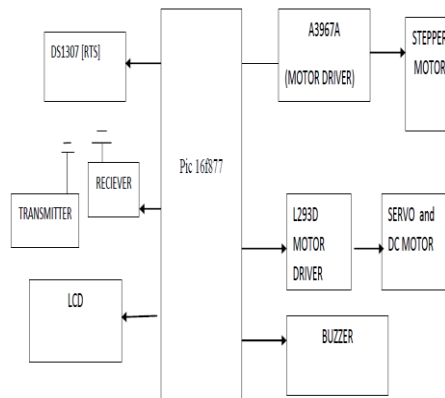 DS1307 [RTS]
A3967A
(MOTOR DRIVER)
STEPPER
MOTOR
Pic 16f877
RECIEVER
TRANSMITTER
L293D
MOTOR
DRIVER
SERVO and
DC MOTOR
LCD
BUZZER